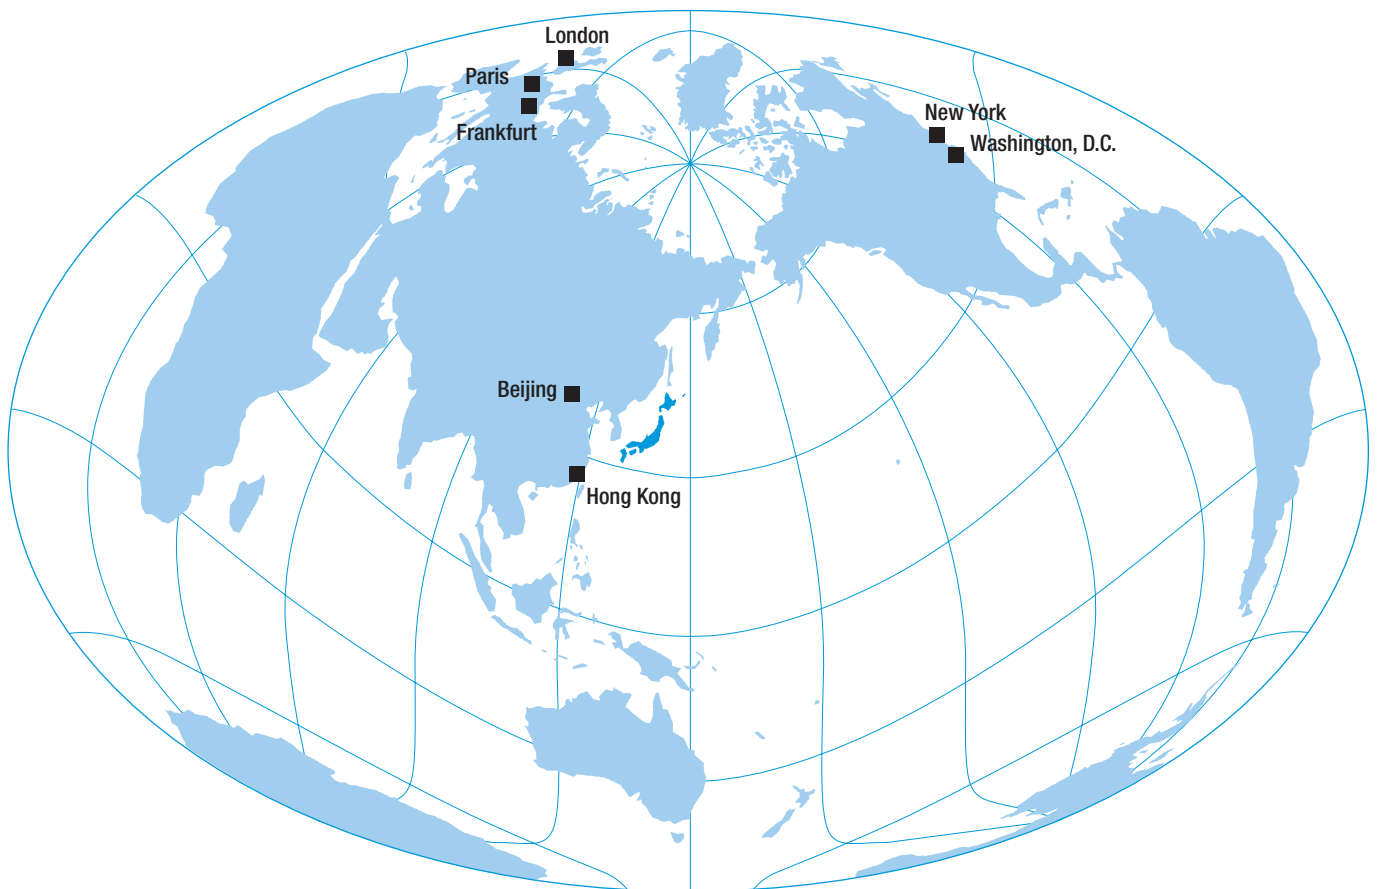 London
Paris
Frankfurt
New York
Washington, D.C.
Beijing
Hong Kong